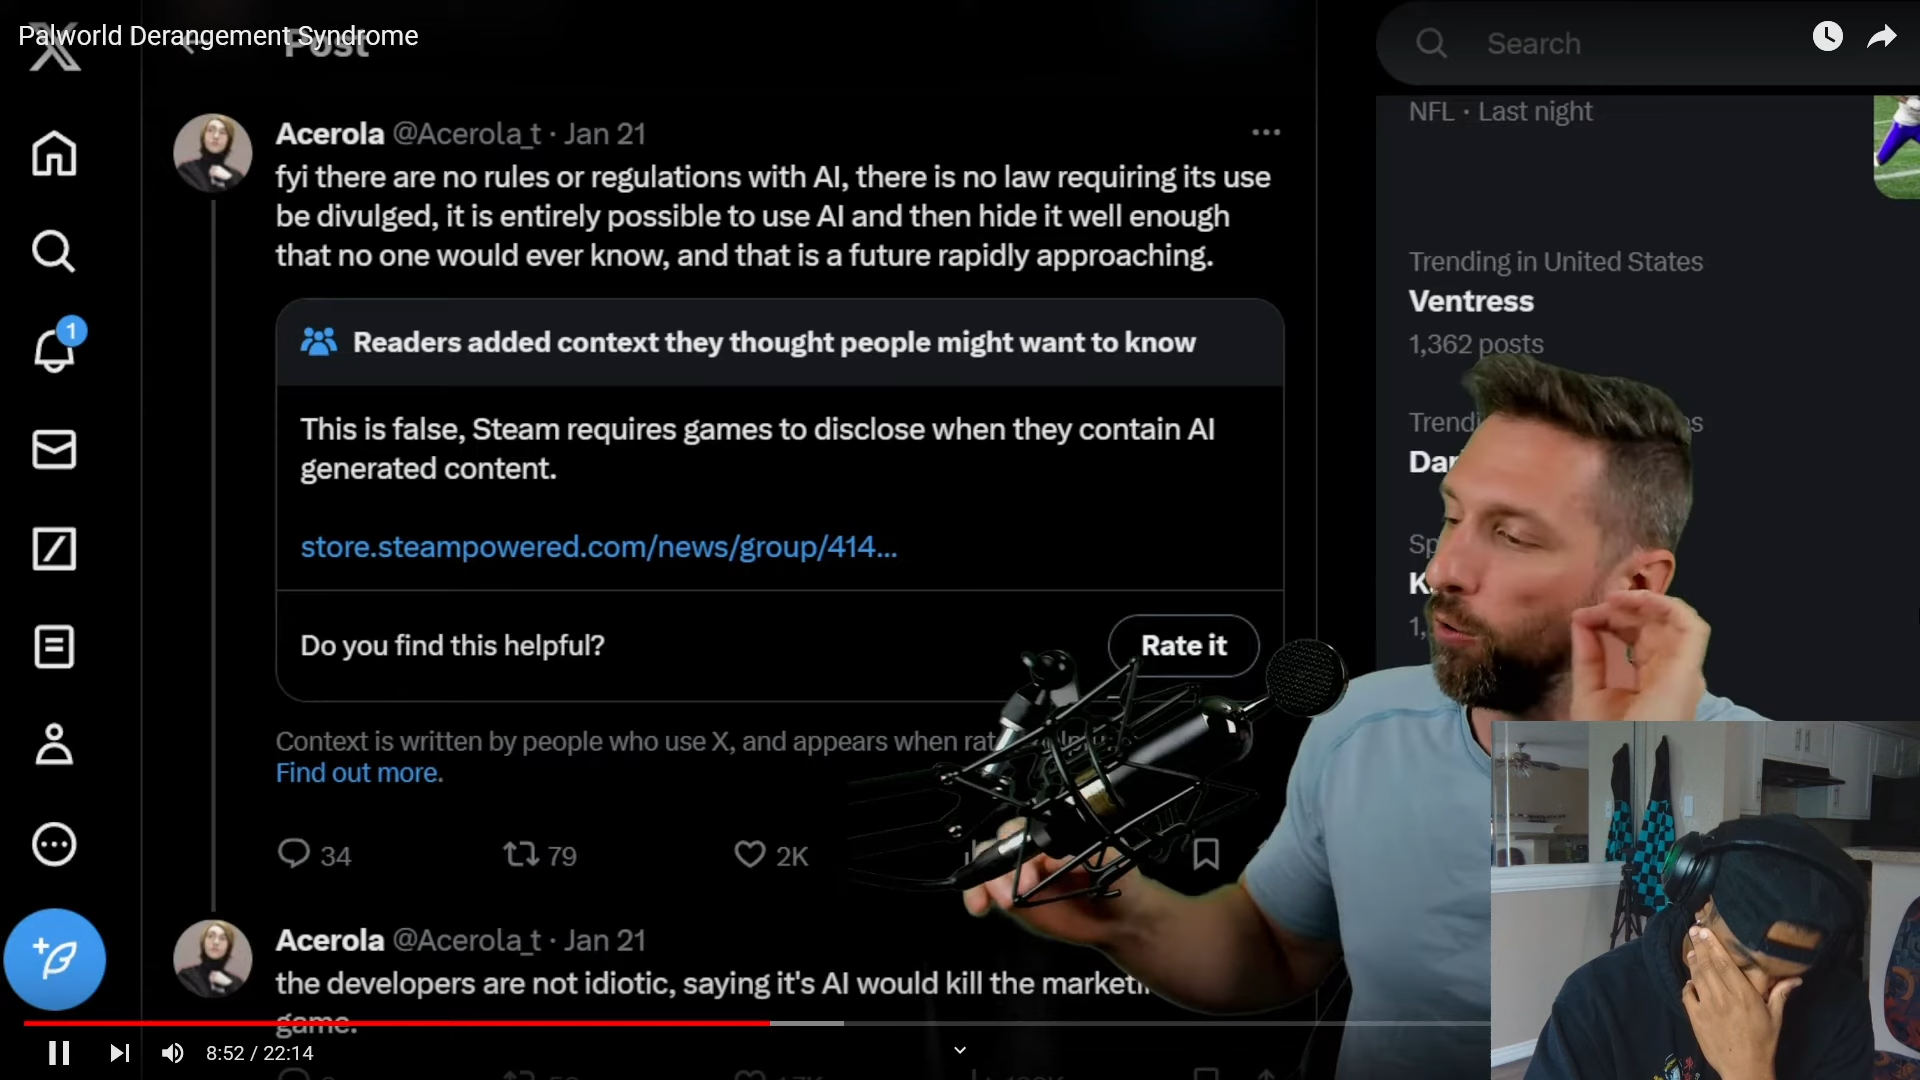 Palworld Derangement Syndrome
Post
Search
Acerola @Acerola_t · Jan 21
fyi there are no rules or regulations with AI, there is no law requiring its use
be divulged, it is entirely possible to use AI and then hide it well enough
that no one would ever know, and that is a future rapidly approaching.
Readers added context they thought people might want to know
This is false, Steam requires games to disclose when they contain AI
generated content.
store.steampowered.com/news/group/414...
Do you find this helpful?
Rate it
Context is written by people who use X, and appears when
Find out more.
34
79
2K
Acerola @Acerola_t · Jan 21
the developers are not idiotic, saying it's AI would kill the
game.
NFL · Last night
Trending in United States
Ventress
1,362 posts
1
8:52 / 22:14